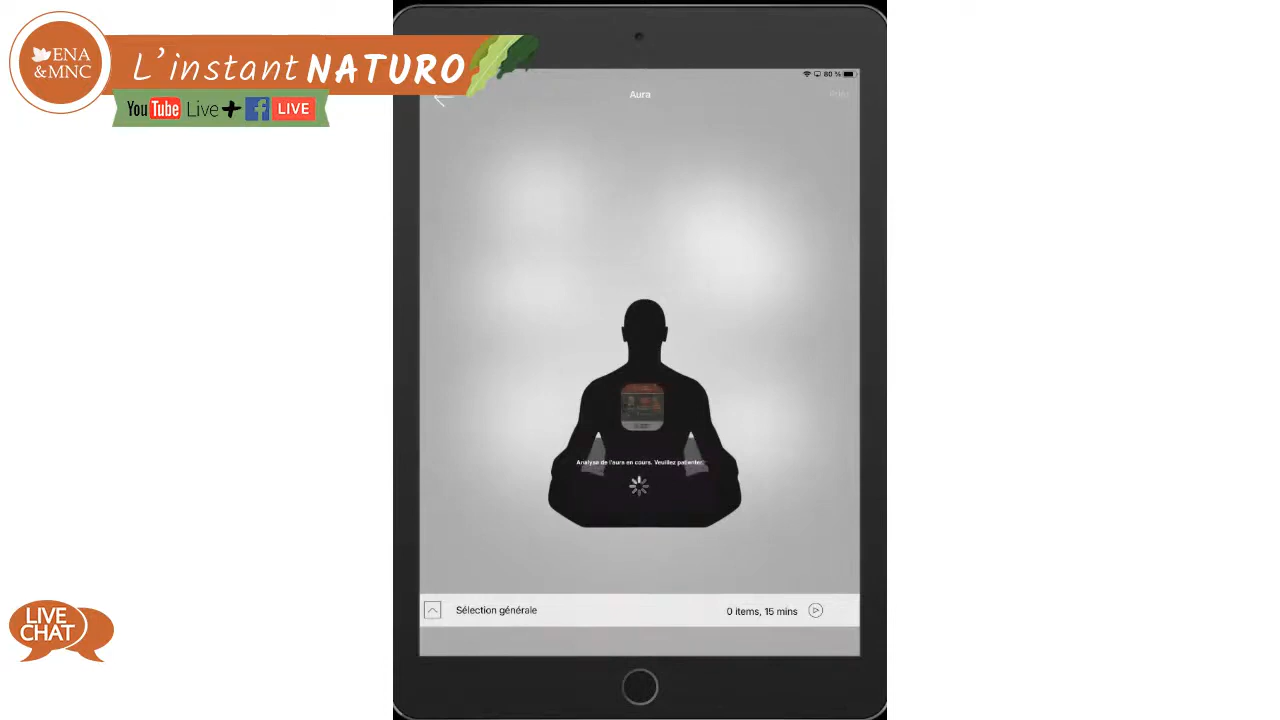 ENA
&MNC
L'instant NATURO
YouTube Live+ f LIVE
80 %
Aura
Analyse de l'aura en cours. Veuillez patienter.
Sélection générale
0 items, 15 mins
LIVE
CHAT